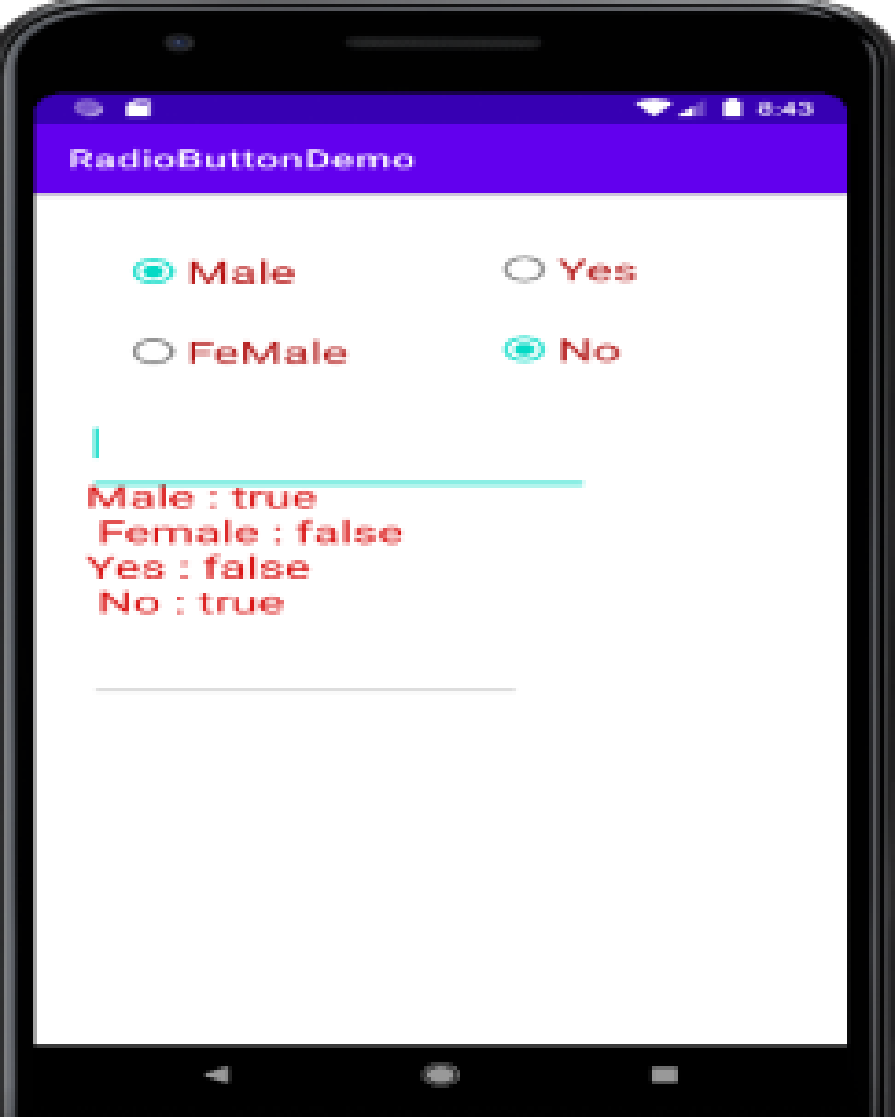 8:43
RadioButtonDemo
Male
Yes
FeMale
No
Male : true
Female : false
Yes : false
No : true